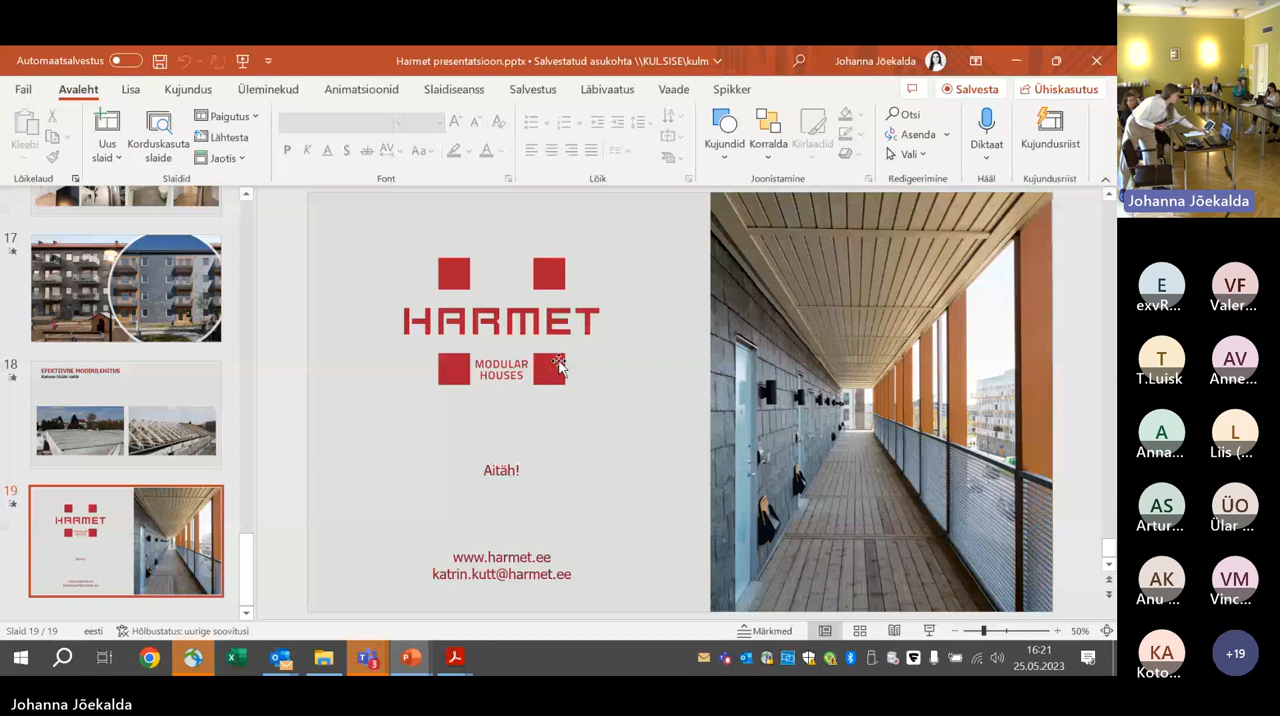 Automaatsalvestus
Harmet presentatsioon.pptx • Salvestatud asukohta \\KUL.SISE\kulm
Johanna Jõekalda
Fail
Avaleht
Lisa
Kujundus
Üleminekud
Animatsioonid
Slaidiseanss
Salvestus
Läbivaatus
Vaade
Spikker
Salvesta
Ühiskasutus
Kleebi
Uus
slaid
Korduskasuta
slaide
Paigutus
Lähtesta
Jaotis
Kujundid
Korralda
Kiirlaadid
Otsi
Asenda
Vali
Diktaat
Kujundusriist
Lõikelaud
Slaidid
Font
Lõik
Joonistamine
Redigeerimine
Hääl
Kujundusriist
17
18
EFEKTIIVNE MOODULEHITUS
19
HARMET
HARMET
MODULAR
HOUSES
Aitäh!
www.harmet.ee
katrin.kutt@harmet.ee
Slaid 19 / 19
eesti
Hõlbustus: uurige soovitusi
Märkmed
50%
16:21
25.05.2023
Johanna Jõekalda
Johanna Jõekalda
E
exvR...
VF
Valer...
T
T.Luisk
AV
Anne...
A
Anna...
L
Liis (...
AS
Artur...
ÜO
Ülar ...
AK
Anu ...
VM
Vinc...
KA
Koto...
+19